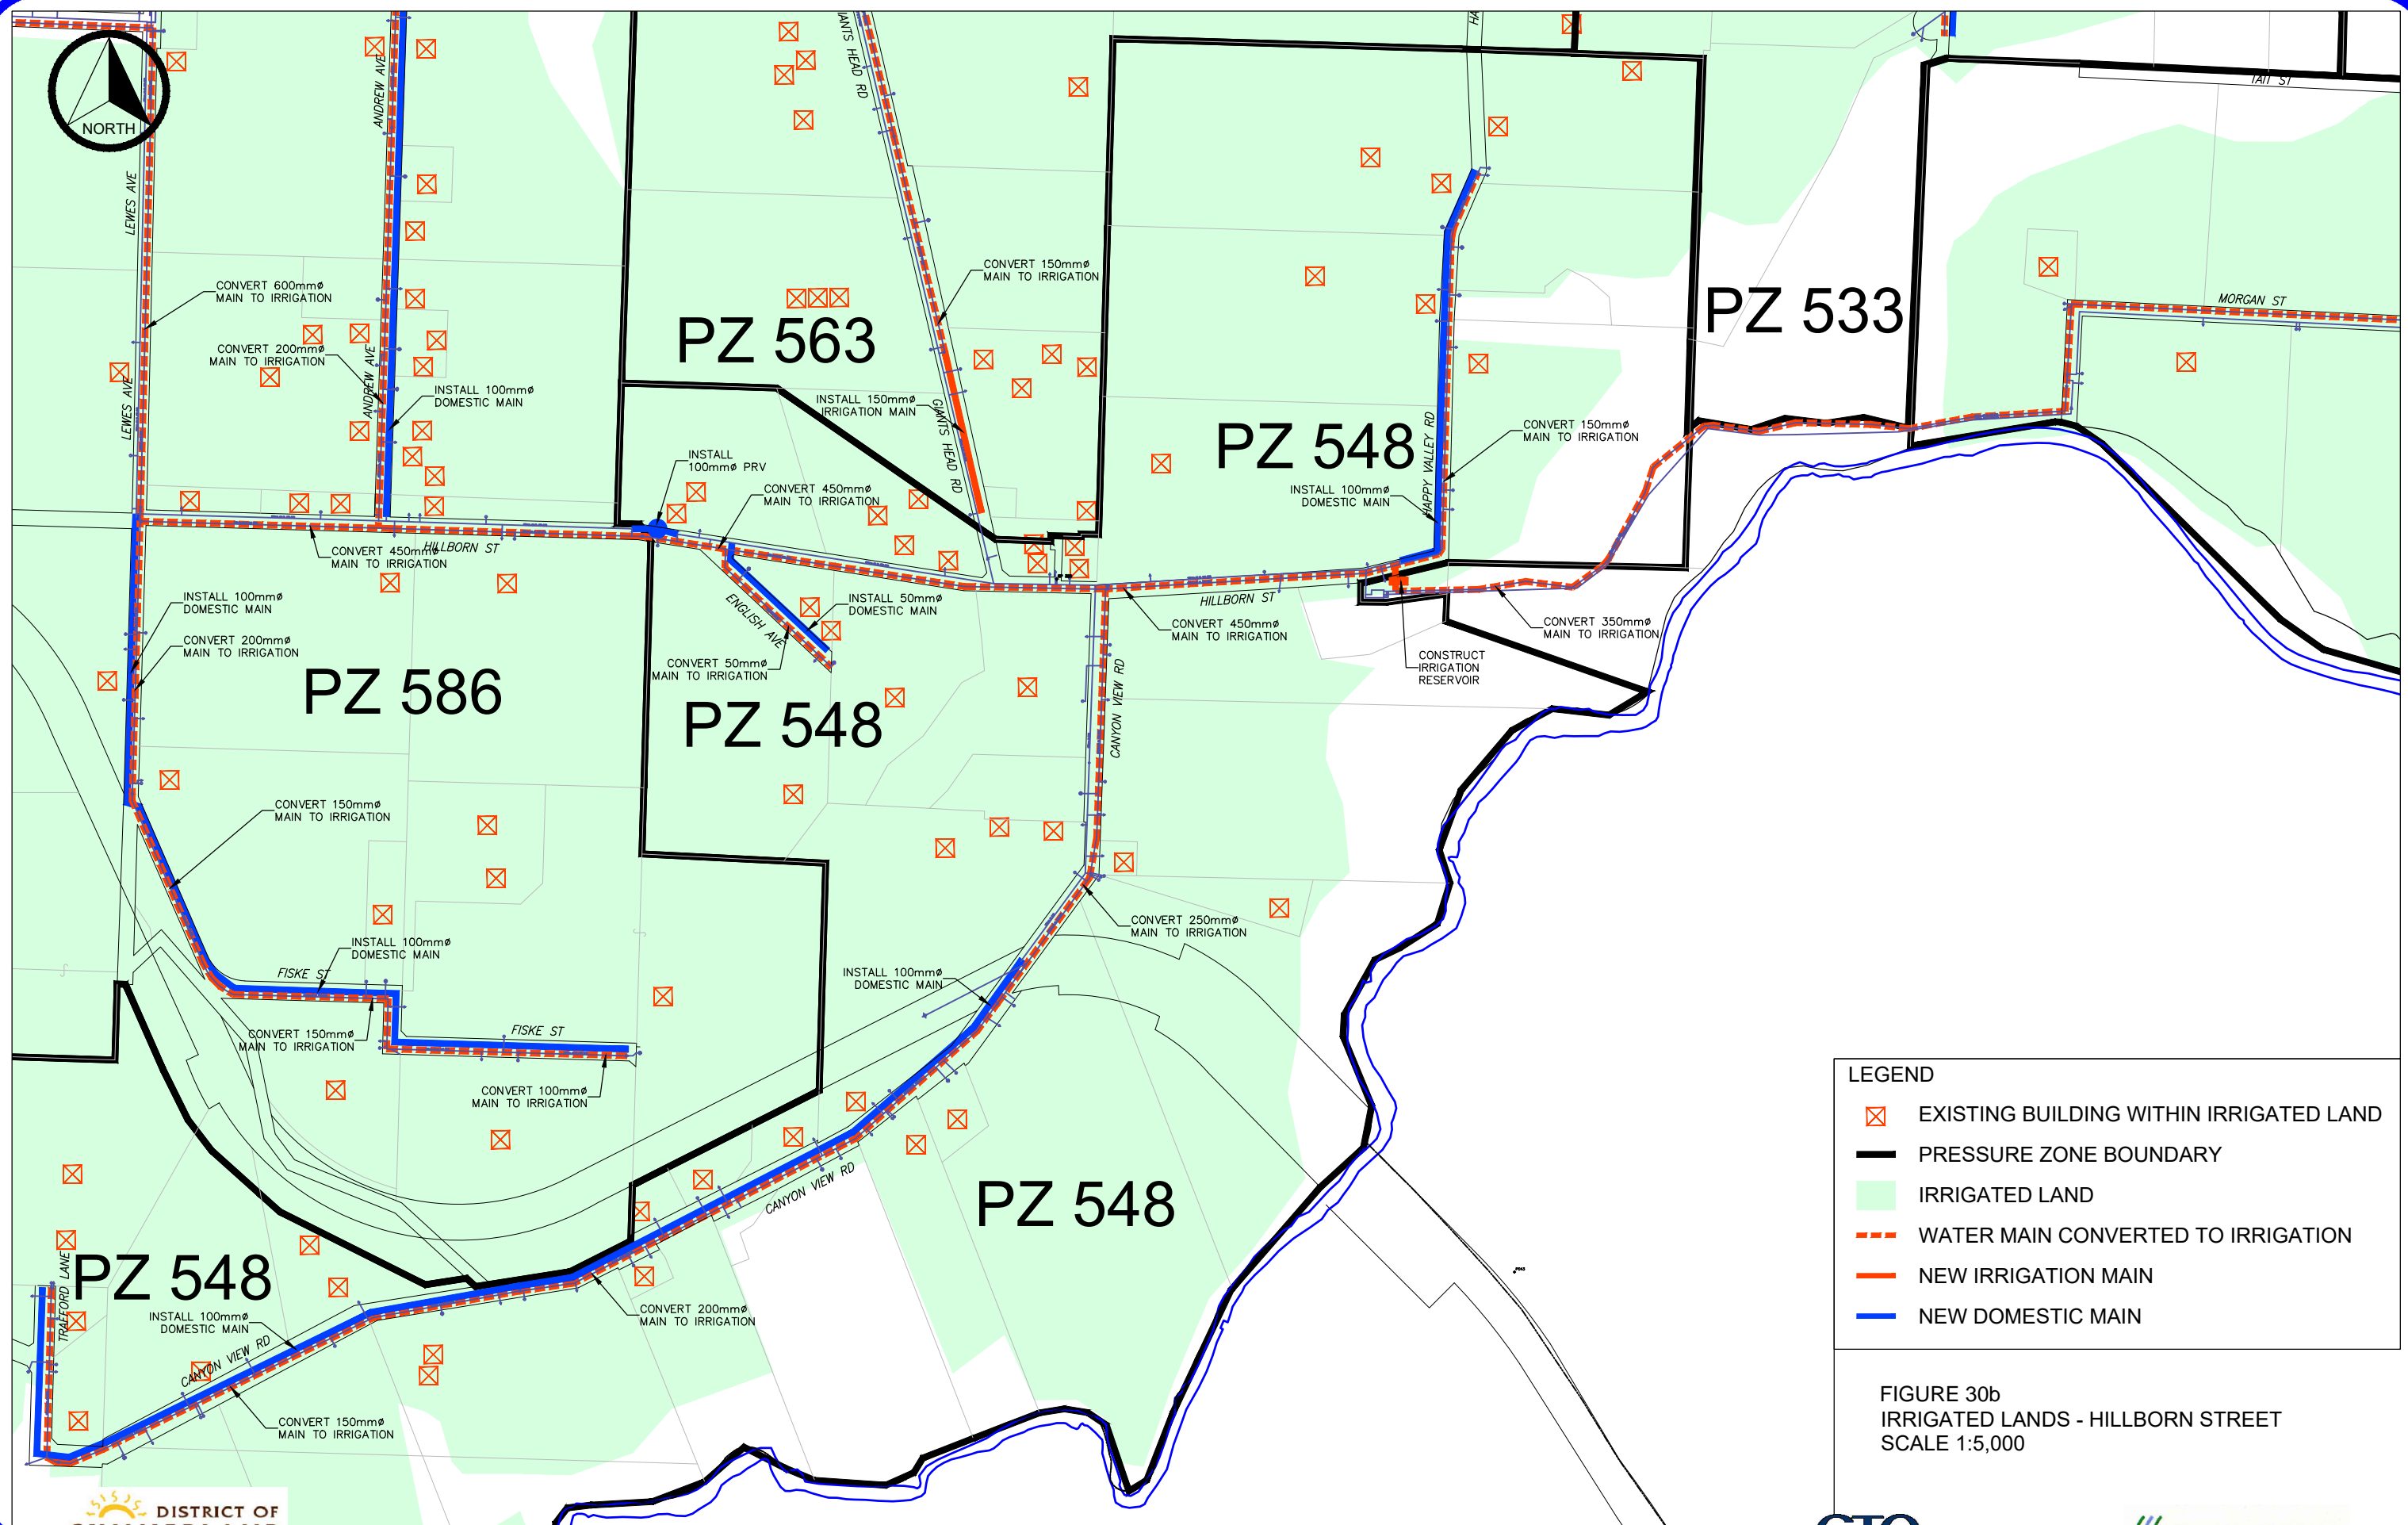 HA
GIANTS HEAD RD
ANDREW AVE
TAIT ST
NORTH
LEWES AVE
CONVERT 150mmø
MAIN TO IRRIGATION
CONVERT 600mmø
MAIN TO IRRIGATION
PZ 533
MORGAN ST
PZ 563
CONVERT 200mmø
MAIN TO IRRIGATION
ANDREW AVE
LEWES AVE
INSTALL 100mmø
DOMESTIC MAIN
INSTALL 150mmø
IRRIGATION MAIN
GIANTS HEAD RD
PZ 548
HAPPY VALLEY RD
CONVERT 150mmø
MAIN TO IRRIGATION
INSTALL
100mmø PRV
CONVERT 450mmø
MAIN TO IRRIGATION
INSTALL 100mmø
DOMESTIC MAIN
HILLBORN ST
CONVERT 450mmø
MAIN TO IRRIGATION
INSTALL 100mmø
DOMESTIC MAIN
CONVERT 200mmø
MAIN TO IRRIGATION
ENGLISH AVE
INSTALL 50mmø
DOMESTIC MAIN
CONVERT 50mmø
MAIN TO IRRIGATION
HILLBORN ST
CONVERT 450mmø
MAIN TO IRRIGATION
CONVERT 350mmø
MAIN TO IRRIGATION
CONSTRUCT
IRRIGATION
RESERVOIR
PZ 586
PZ 548
CANYON VIEW RD
CONVERT 150mmø
MAIN TO IRRIGATION
CONVERT 250mmø
MAIN TO IRRIGATION
INSTALL 100mmø
DOMESTIC MAIN
FISKE ST
INSTALL 100mmø
DOMESTIC MAIN
CONVERT 150mmø
MAIN TO IRRIGATION
FISKE ST
CONVERT 100mmø
MAIN TO IRRIGATION
CANYON VIEW RD
PZ 548
PZ 548
TRAFFORD LANE
INSTALL 100mmø
DOMESTIC MAIN
CONVERT 200mmø
MAIN TO IRRIGATION
CANYON VIEW RD
CONVERT 150mmø
MAIN TO IRRIGATION
LEGEND
EXISTING BUILDING WITHIN IRRIGATED LAND
PRESSURE ZONE BOUNDARY
IRRIGATED LAND
WATER MAIN CONVERTED TO IRRIGATION
NEW IRRIGATION MAIN
NEW DOMESTIC MAIN
FIGURE 30b
IRRIGATED LANDS - HILLBORN STREET
SCALE 1:5,000
DISTRICT OF